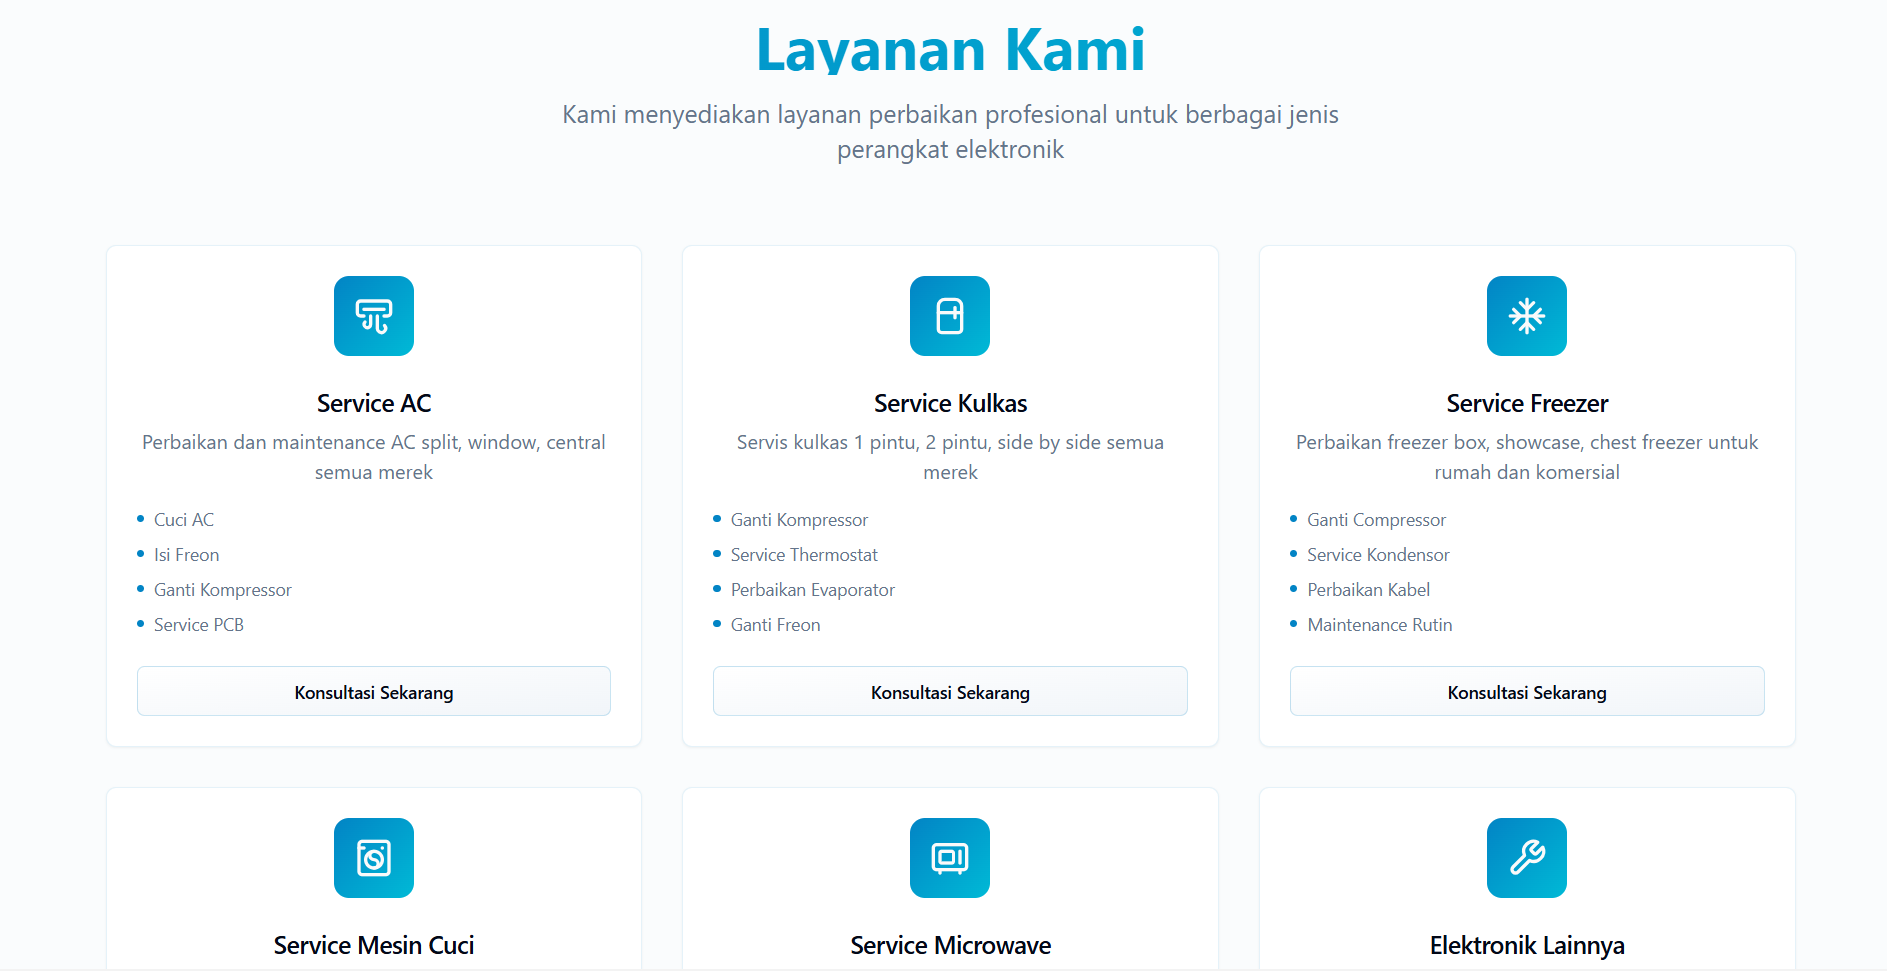 Layanan Kami
Kami menyediakan layanan perbaikan profesional untuk berbagai jenis
perangkat elektronik
Service AC
Perbaikan dan maintenance AC split, window, central
semua merek
Cuci AC
Isi Freon
Ganti Kompressor
Service PCB
Konsultasi Sekarang
Service Kulkas
Servis kulkas 1 pintu, 2 pintu, side by side semua
merek
Ganti Kompressor
Service Thermostat
Perbaikan Evaporator
Ganti Freon
Konsultasi Sekarang
Service Freezer
Perbaikan freezer box, showcase, chest freezer untuk
rumah dan komersial
Ganti Compressor
Service Kondensor
Perbaikan Kabel
Maintenance Rutin
Konsultasi Sekarang
Service Mesin Cuci
Service Microwave
Elektronik Lainnya